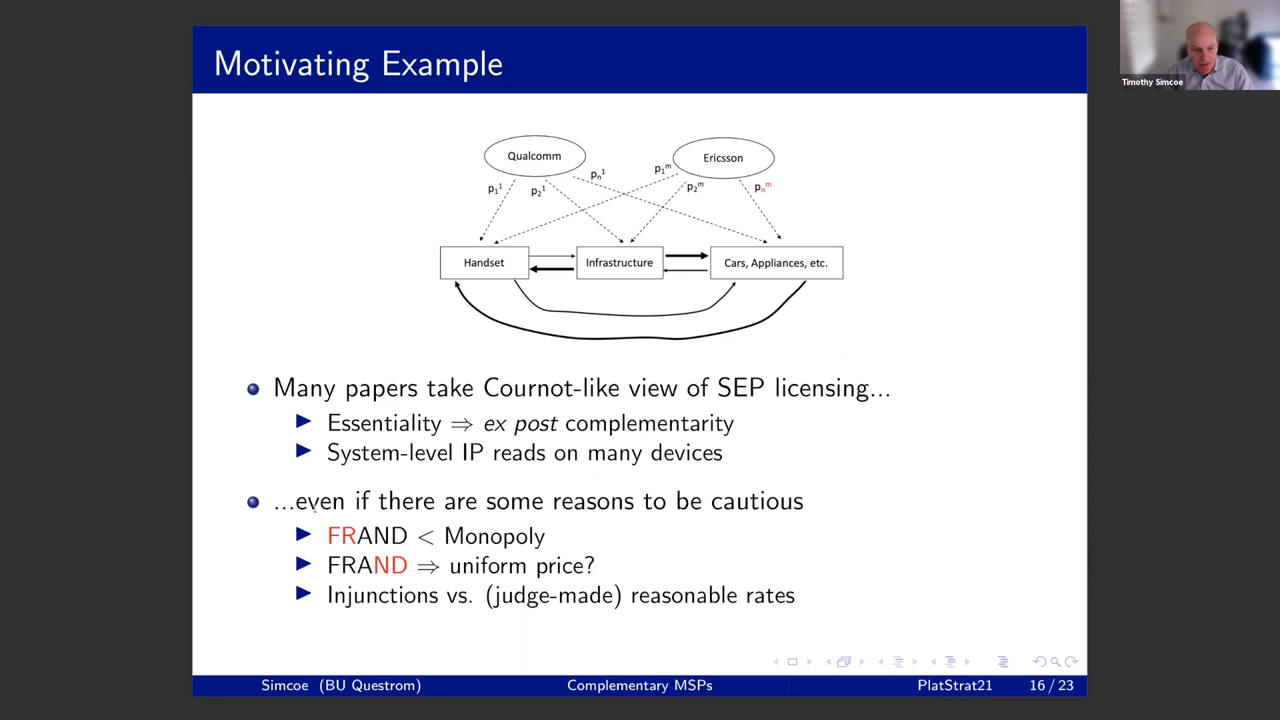 Motivating Example
Timothy Simcoe
Qualcomm
Ericsson
p₁¹
p₂¹
pₙ¹
p₁ᵐ
p₂ᵐ
pₙᵐ
Handset
Infrastructure
Cars, Appliances, etc.
Many papers take Cournot-like view of SEP licensing...
Essentiality ⇒ ex post complementarity
System-level IP reads on many devices
...even if there are some reasons to be cautious
FRAND < Monopoly
FRAND ⇒ uniform price?
Injunctions vs. (judge-made) reasonable rates
Simcoe (BU Questrom)
Complementary MSPs
PlatStrat21
16 / 23